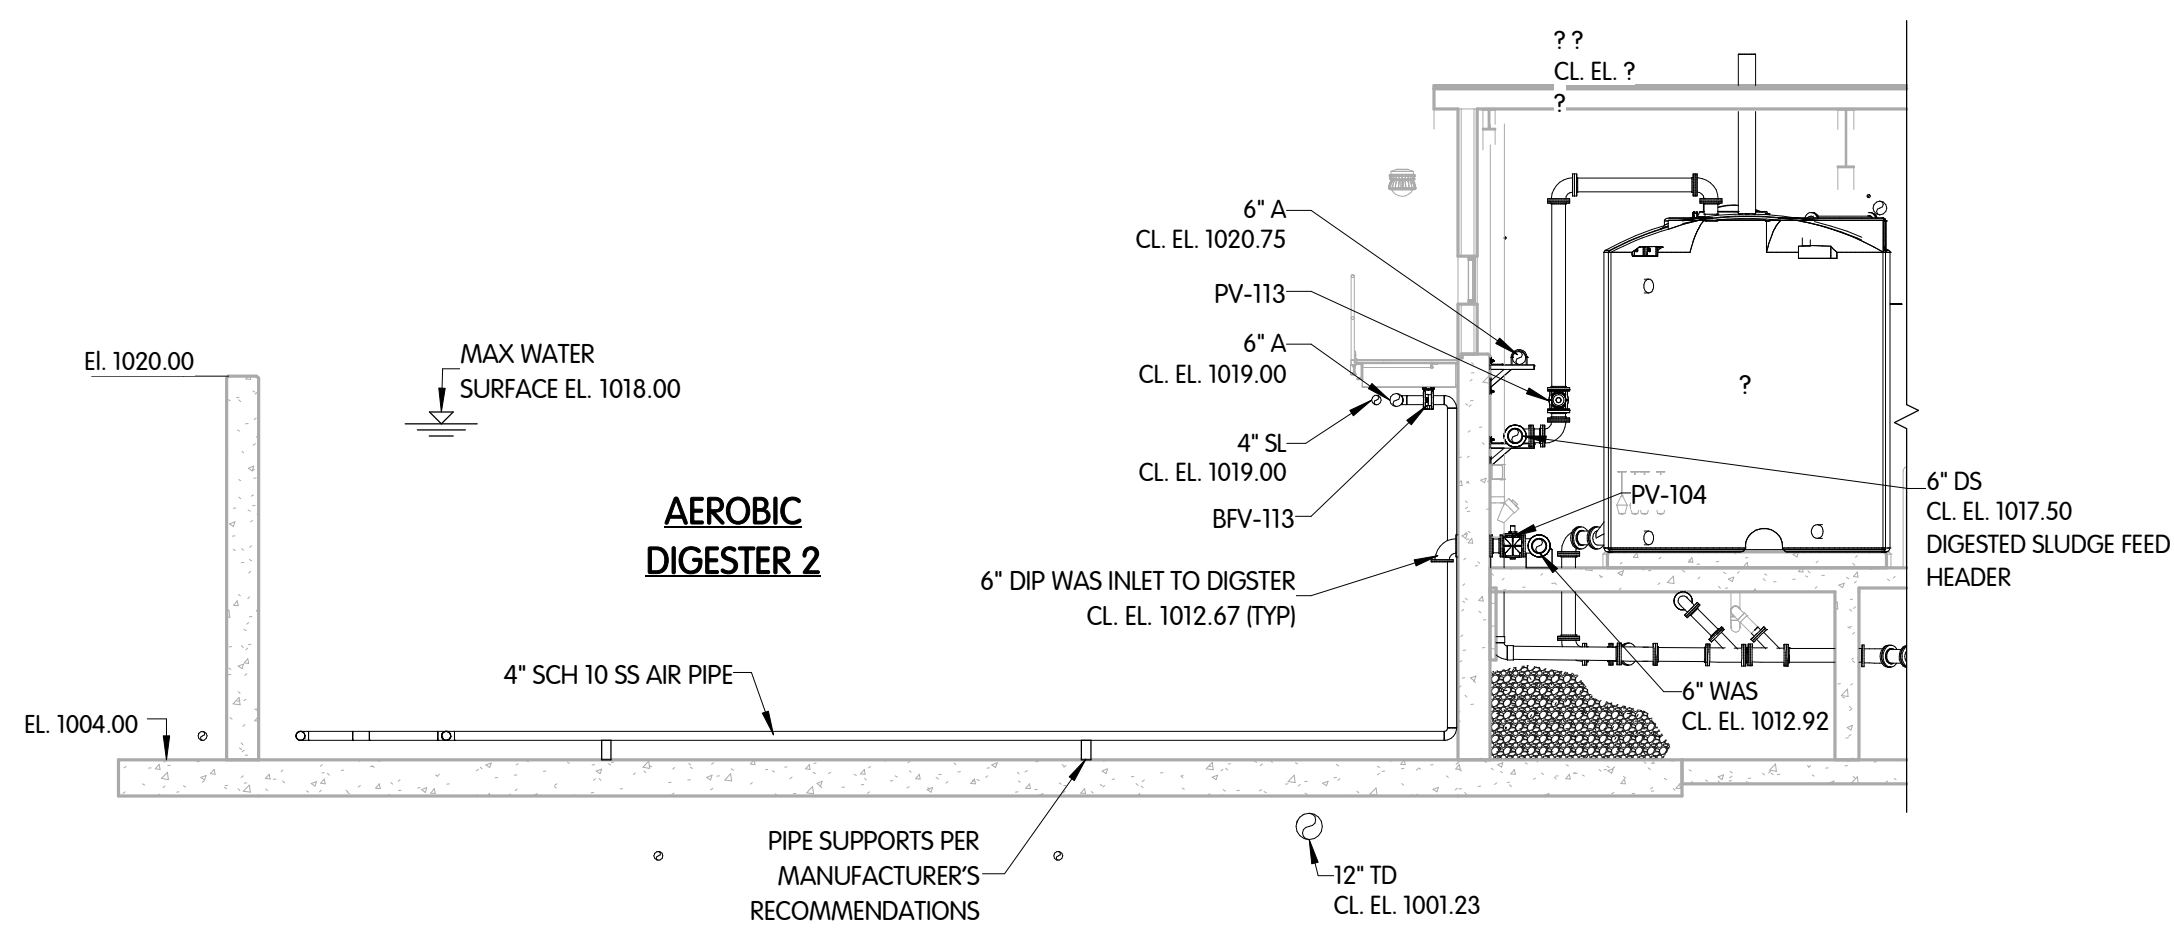 ? ?
CL. EL. ?
?
6" A
CL. EL. 1020.75
PV-113
6" A
CL. EL. 1019.00
El. 1020.00
MAX WATER
SURFACE EL. 1018.00
?
4" SL
CL. EL. 1019.00
BFV-113
PV-104
6" DS
CL. EL. 1017.50
DIGESTED SLUDGE FEED
HEADER
AEROBIC
DIGESTER 2
6" DIP WAS INLET TO DIGSTER
CL. EL. 1012.67 (TYP)
4" SCH 10 SS AIR PIPE
6" WAS
CL. EL. 1012.92
EL. 1004.00
PIPE SUPPORTS PER
MANUFACTURER'S
RECOMMENDATIONS
12" TD
CL. EL. 1001.23